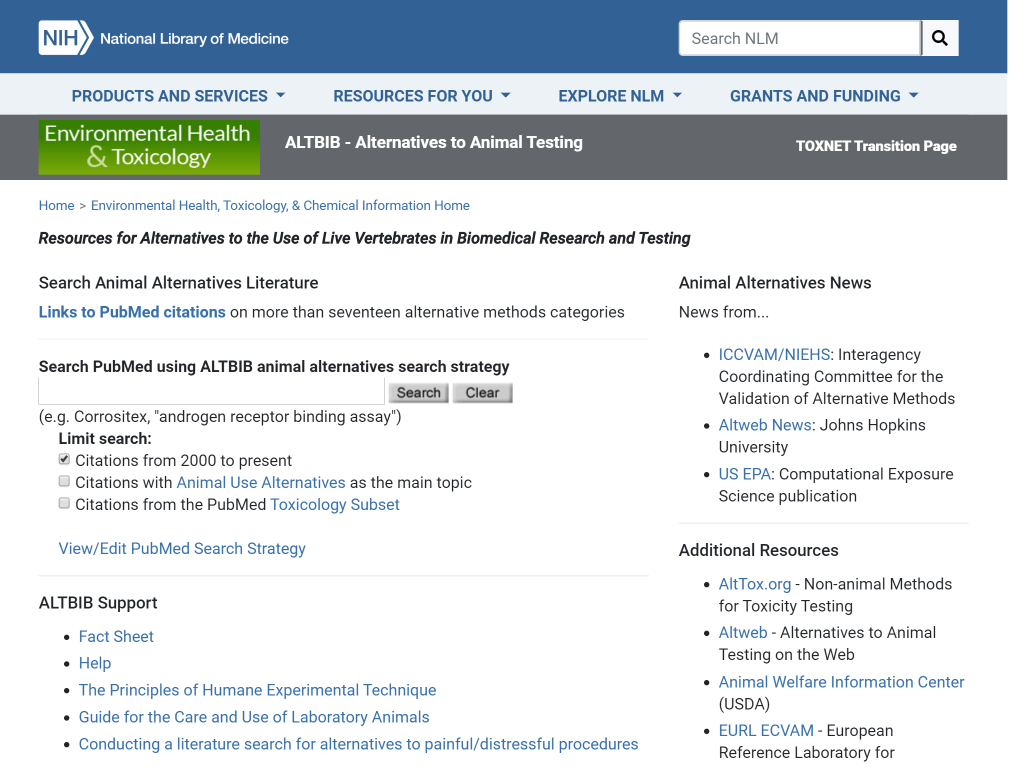 NIH National Library of Medicine
Search NLM
PRODUCTS AND SERVICES RESOURCES FOR YOU EXPLORE NLM GRANTS AND FUNDING
Environmental Health
& Toxicology
ALTBIB - Alternatives to Animal Testing
TOXNET Transition Page
Home > Environmental Health, Toxicology, & Chemical Information Home
Resources for Alternatives to the Use of Live Vertebrates in Biomedical Research and Testing
Search Animal Alternatives Literature
Links to PubMed citations on more than seventeen alternative methods categories
Search PubMed using ALTBIB animal alternatives search strategy
Search Clear
(e.g. Corrositex, "androgen receptor binding assay")
Limit search:
Citations from 2000 to present
Citations with Animal Use Alternatives as the main topic
Citations from the PubMed Toxicology Subset
View/Edit PubMed Search Strategy
ALTBIB Support
• Fact Sheet
• Help
• The Principles of Humane Experimental Technique
• Guide for the Care and Use of Laboratory Animals
• Conducting a literature search for alternatives to painful/distressful procedures
Animal Alternatives News
News from...
• ICCVAM/NIEHS: Interagency
Coordinating Committee for the
Validation of Alternative Methods
• Altweb News: Johns Hopkins
University
• US EPA: Computational Exposure
Science publication
Additional Resources
• AltTox.org - Non-animal Methods
for Toxicity Testing
• Altweb - Alternatives to Animal
Testing on the Web
• Animal Welfare Information Center
(USDA)
• EURL ECVAM - European
Reference Laboratory for